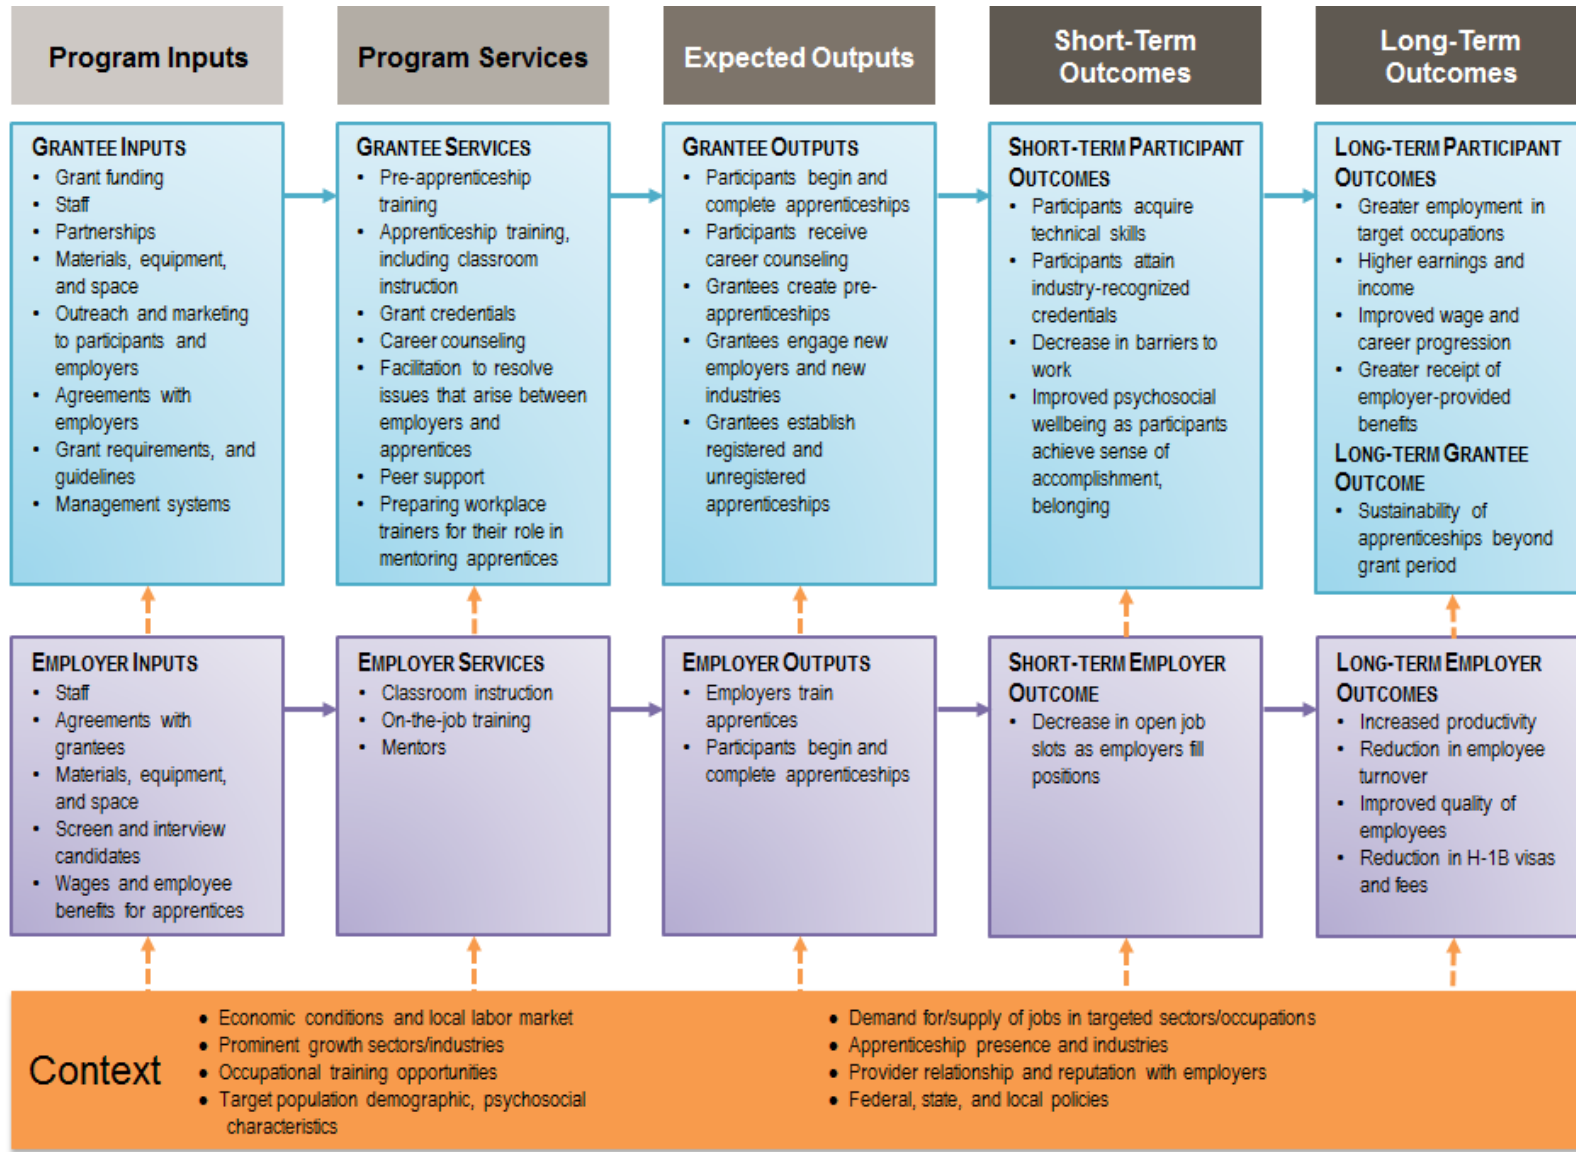 Program Inputs
Program Services
Expected Outputs
Short-Term
Outcomes
Long-Term
Outcomes
GRANTEE INPUTS
• Grant funding
• Staff
• Partnerships
• Materials, equipment,
and space
• Outreach and marketing
to participants and
employers
• Agreements with
employers
• Grant requirements, and
guidelines
• Management systems
GRANTEE SERVICES
• Pre-apprenticeship
training
• Apprenticeship training,
including classroom
instruction
• Grant credentials
• Career counseling
• Facilitation to resolve
issues that arise between
employers and
apprentices
• Peer support
• Preparing workplace
trainers for their role in
mentoring apprentices
GRANTEE OUTPUTS
• Participants begin and
complete apprenticeships
• Participants receive
career counseling
• Grantees create pre-
apprenticeships
• Grantees engage new
employers and new
industries
• Grantees establish
registered and
unregistered
apprenticeships
SHORT-TERM PARTICIPANT
OUTCOMES
• Participants acquire
technical skills
• Participants attain
industry-recognized
credentials
• Decrease in barriers to
work
• Improved psychosocial
wellbeing as participants
achieve sense of
accomplishment,
belonging
LONG-TERM PARTICIPANT
OUTCOMES
• Greater employment in
target occupations
• Higher earnings and
income
• Improved wage and
career progression
• Greater receipt of
employer-provided
benefits
LONG-TERM GRANTEE
OUTCOME
• Sustainability of
apprenticeships beyond
grant period
EMPLOYER INPUTS
• Staff
• Agreements with
grantees
• Materials, equipment,
and space
• Screen and interview
candidates
• Wages and employee
benefits for apprentices
EMPLOYER SERVICES
• Classroom instruction
• On-the-job training
• Mentors
EMPLOYER OUTPUTS
• Employers train
apprentices
• Participants begin and
complete apprenticeships
SHORT-TERM EMPLOYER
OUTCOME
• Decrease in open job
slots as employers fill
positions
LONG-TERM EMPLOYER
OUTCOMES
• Increased productivity
• Reduction in employee
turnover
• Improved quality of
employees
• Reduction in H-1B visas
and fees
Context
• Economic conditions and local labor market
• Prominent growth sectors/industries
• Occupational training opportunities
• Target population demographic, psychosocial
characteristics
• Demand for/supply of jobs in targeted sectors/occupations
• Apprenticeship presence and industries
• Provider relationship and reputation with employers
• Federal, state, and local policies